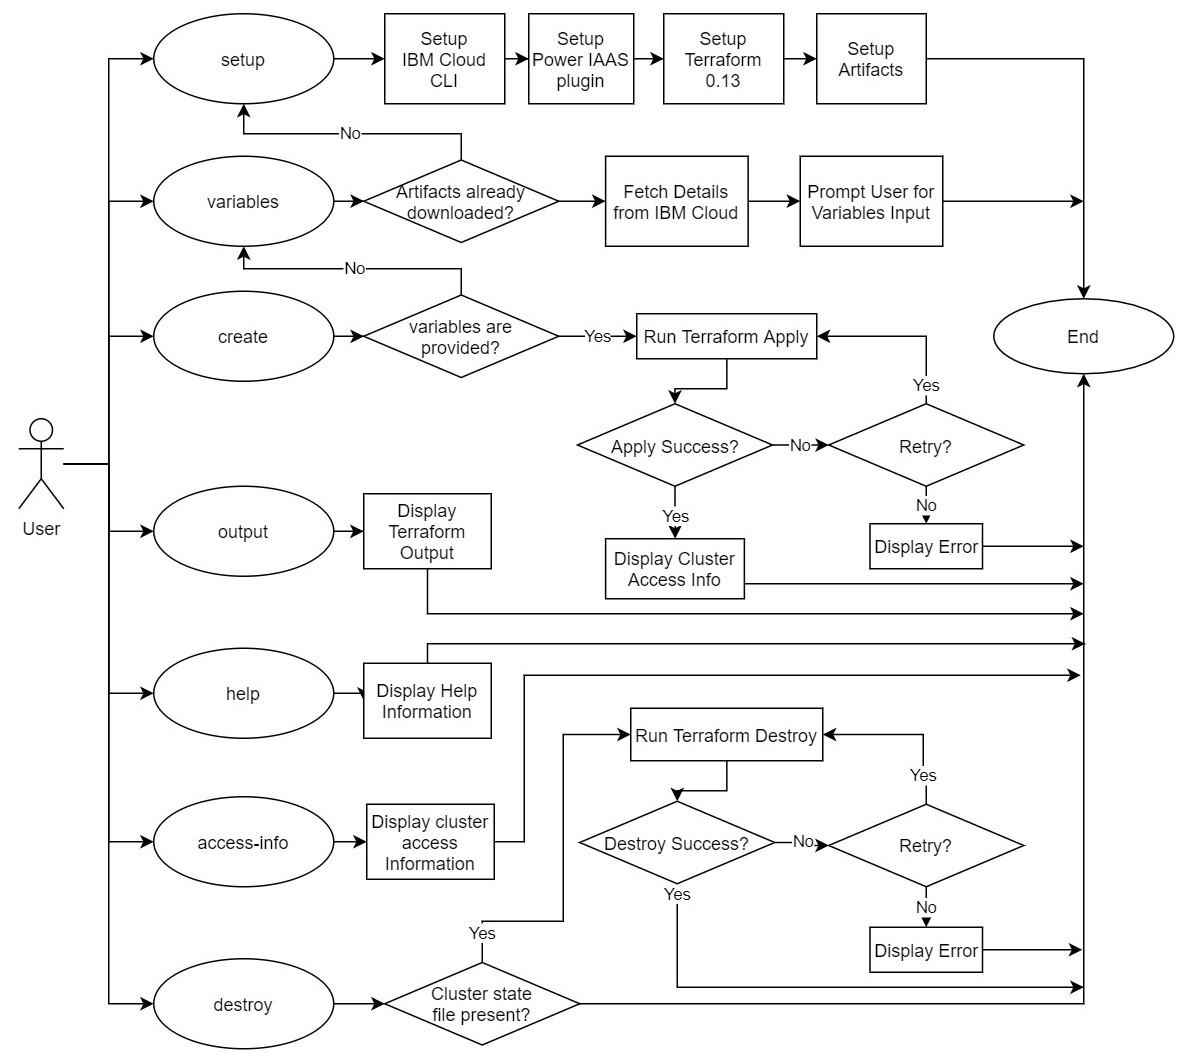 setup
Setup
IBM Cloud
CLI
Setup
Power IAAS
plugin
Setup
Terraform
0.13
Setup
Artifacts
No
variables
Artifacts already
downloaded?
Fetch Details
from IBM Cloud
Prompt User for
Variables Input
No
create
variables are
provided?
Yes
Run Terraform Apply
End
Yes
Apply Success?
No
Retry?
User
Yes
No
output
Display
Terraform
Output
Display Cluster
Access Info
Display Error
help
Display Help
Information
Run Terraform Destroy
Yes
access-info
Display cluster
access
Information
Destroy Success?
No
Retry?
Yes
No
Yes
Display Error
destroy
Cluster state
file present?